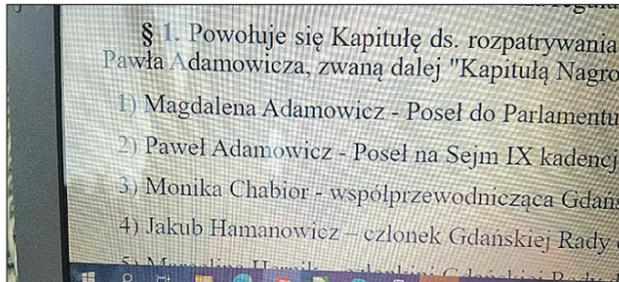 § 1. Powołuje się Kapitułę ds. rozpatrywania
Pawła Adamowicza, zwaną dalej "Kapitułą Nagro
1) Magdalena Adamowicz - Poseł do Parlamentu
2) Paweł Adamowicz - Poseł na Sejm IX kadencj
3) Monika Chabior - współprzewodnicząca Gdańs
4) Jakub Hamanowicz – członek Gdańskiej Rady
5)